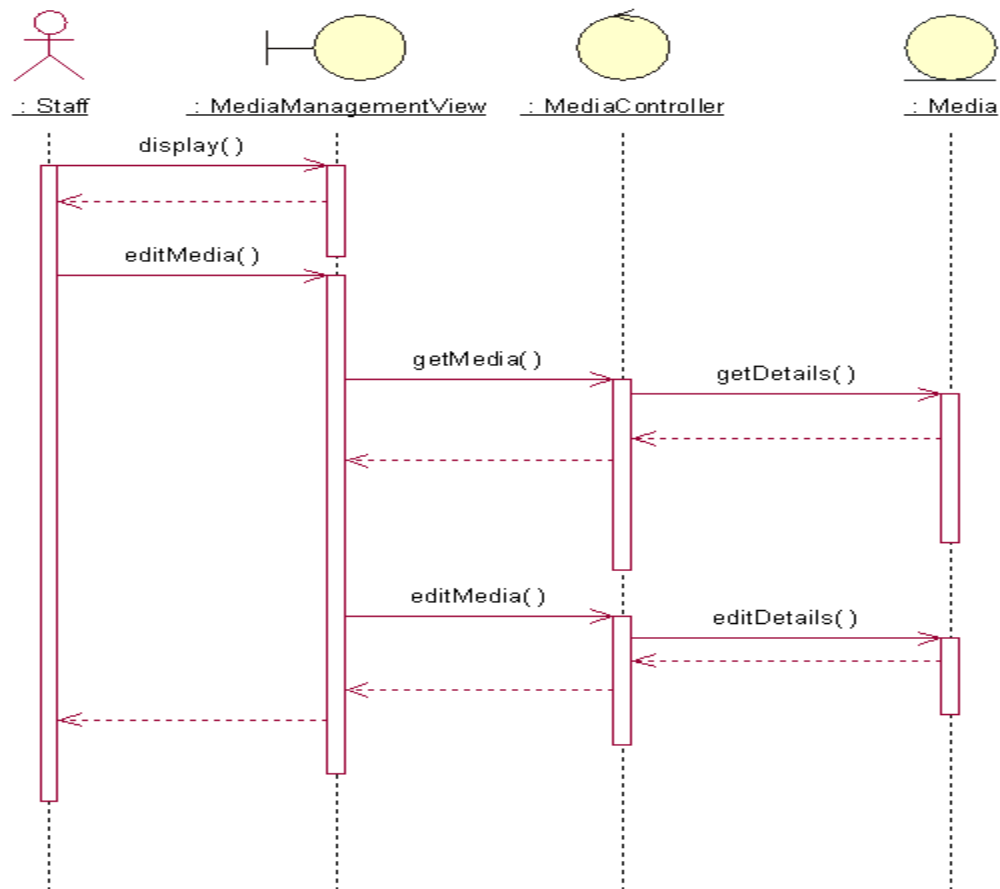 : Staff
: MediaManagementView
: MediaController
: Media
display( )
editMedia( )
getMedia( )
getDetails( )
editMedia( )
editDetails( )